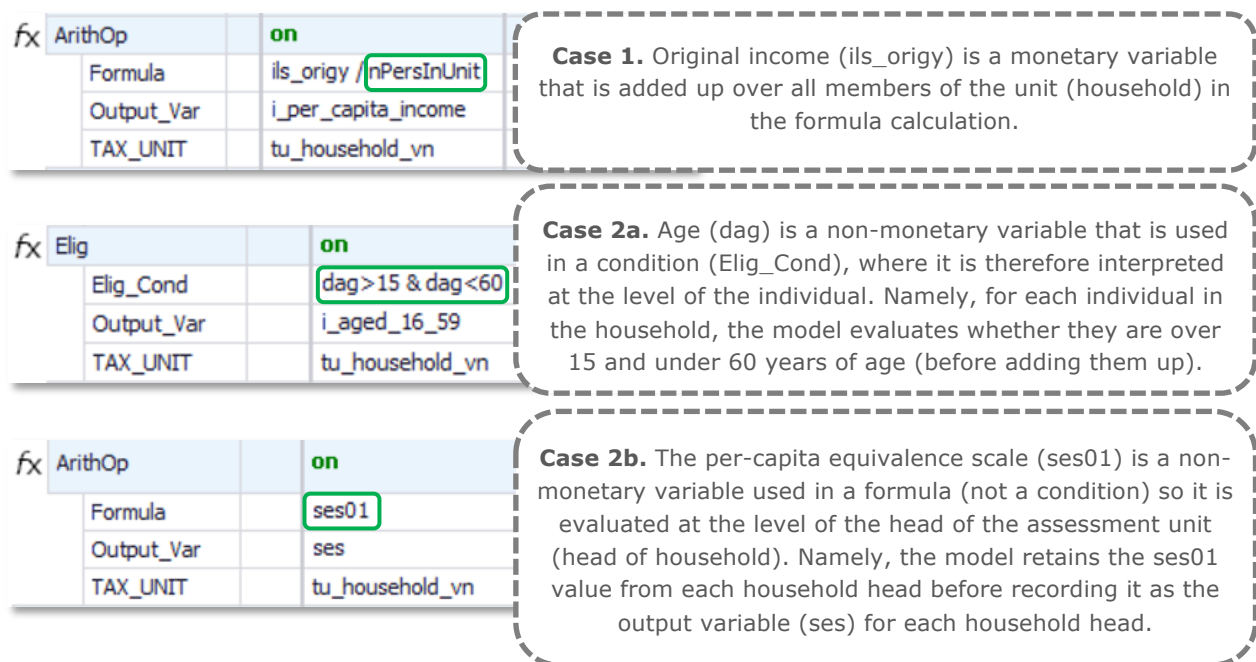 fx ArithOp on
Formula ils_origy / nPersInUnit
Output_Var i_per_capita_income
TAX_UNIT tu_household_vn
Case 1. Original income (ils_origy) is a monetary variable
that is added up over all members of the unit (household) in
the formula calculation.
fx Elig on
Elig_Cond dag>15 & dag<60
Output_Var i_aged_16_59
TAX_UNIT tu_household_vn
Case 2a. Age (dag) is a non-monetary variable that is used
in a condition (Elig_Cond), where it is therefore interpreted
at the level of the individual. Namely, for each individual in
the household, the model evaluates whether they are over
15 and under 60 years of age (before adding them up).
fx ArithOp on
Formula ses01
Output_Var ses
TAX_UNIT tu_household_vn
Case 2b. The per-capita equivalence scale (ses01) is a non-
monetary variable used in a formula (not a condition) so it is
evaluated at the level of the head of the assessment unit
(head of household). Namely, the model retains the ses01
value from each household head before recording it as the
output variable (ses) for each household head.